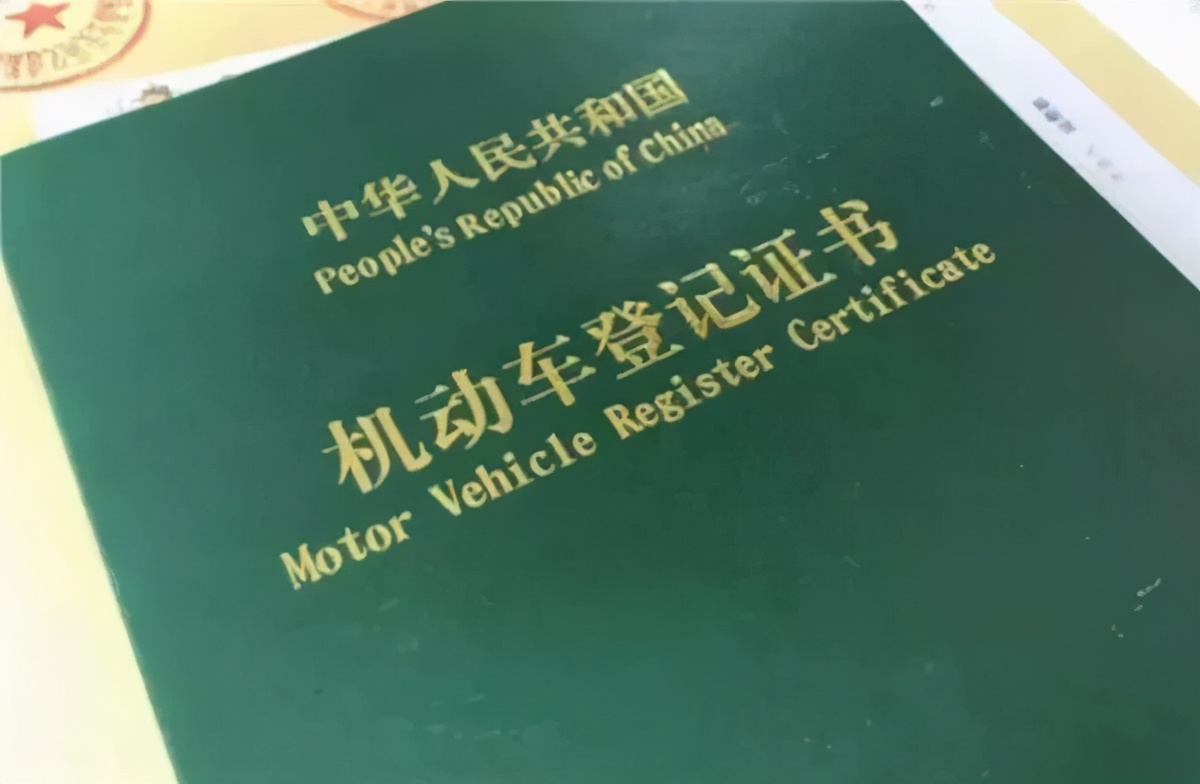 中华人民共和国
People's Republic of China
机动车登记证书
Motor Vehicle Register Certificate